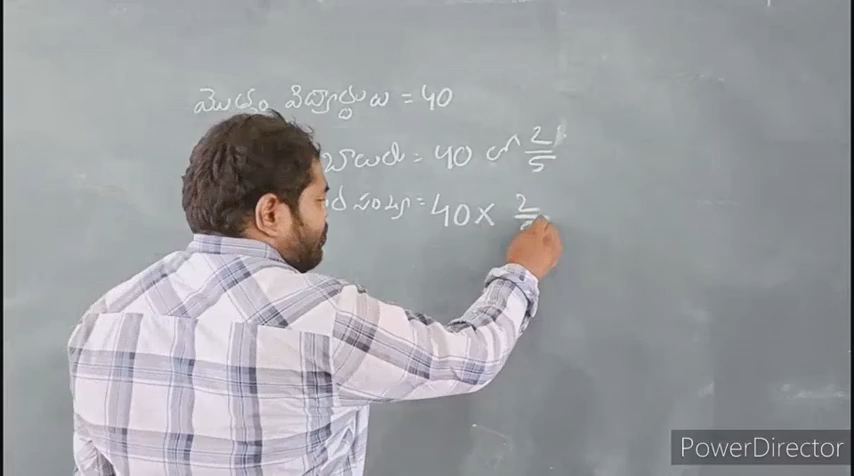 మొత్తం విద్యార్థులు = 40
బాలురు = 40 లో 2/5
సంఖ్య = 40 × 2/
PowerDirector